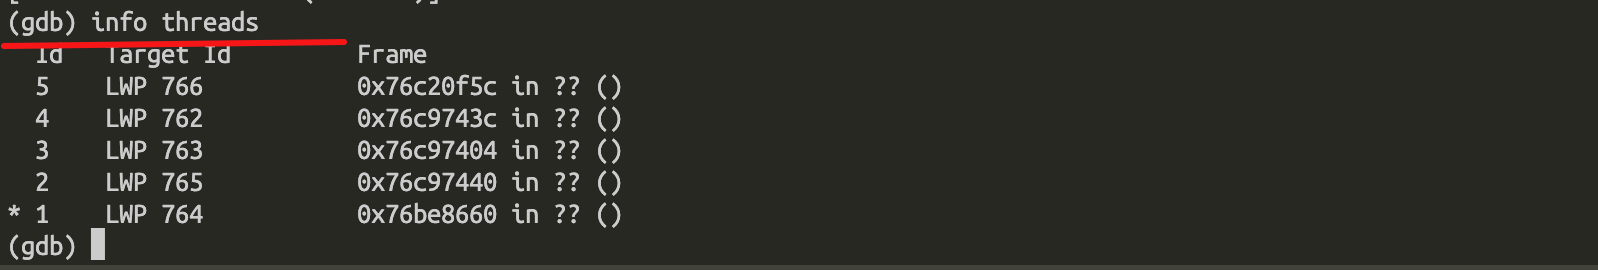 (gdb) info threads
Id Target Id Frame
5 LWP 766 0x76c20f5c in ?? ()
4 LWP 762 0x76c9743c in ?? ()
3 LWP 763 0x76c97404 in ?? ()
2 LWP 765 0x76c97440 in ?? ()
* 1 LWP 764 0x76be8660 in ?? ()
(gdb)